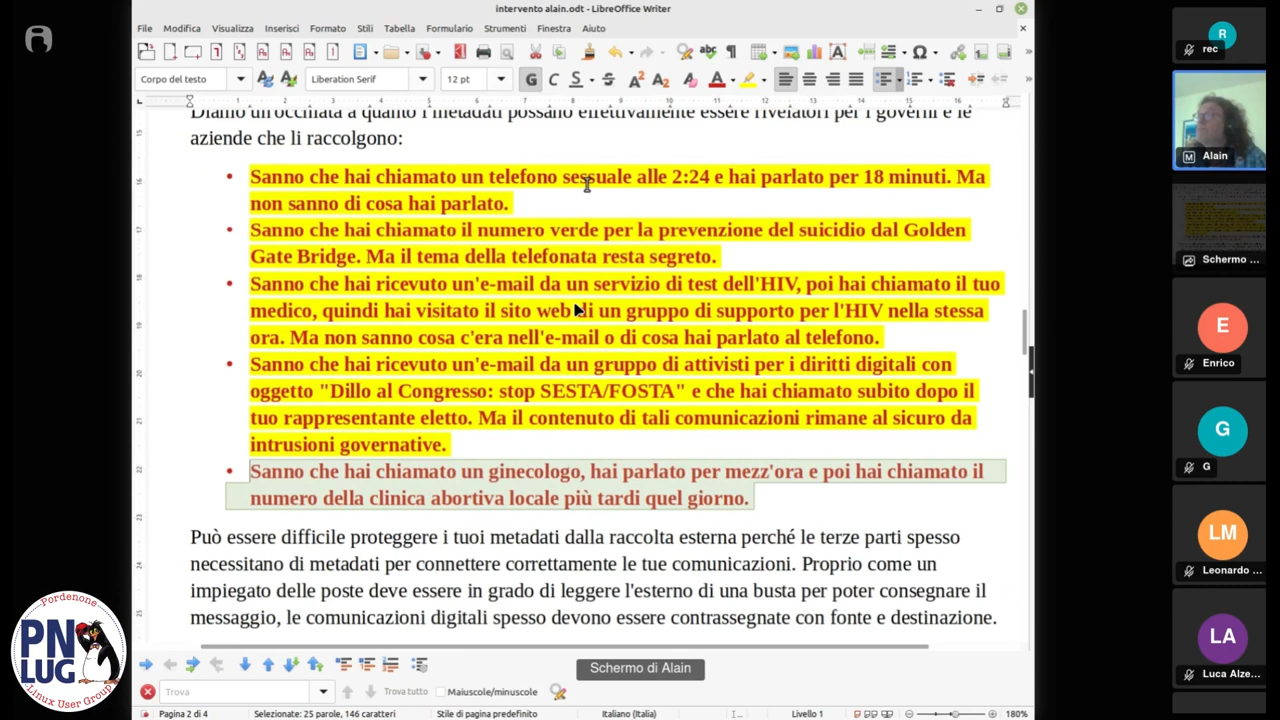 intervento alain.odt - LibreOffice Writer
File Modifica Visualizza Inserisci Formato Stili Tabella Formulario Strumenti Finestra Aiuto
Corpo del testo Liberation Serif 12 pt
Diamo un'occhiata a quanto i metadati possano effettivamente essere rivelatori per i governi e le
aziende che li raccolgono:
• Sanno che hai chiamato un telefono sessuale alle 2:24 e hai parlato per 18 minuti. Ma
non sanno di cosa hai parlato.
• Sanno che hai chiamato il numero verde per la prevenzione del suicidio dal Golden
Gate Bridge. Ma il tema della telefonata resta segreto.
• Sanno che hai ricevuto un'e-mail da un servizio di test dell'HIV, poi hai chiamato il tuo
medico, quindi hai visitato il sito web di un gruppo di supporto per l'HIV nella stessa
ora. Ma non sanno cosa c'era nell'e-mail o di cosa hai parlato al telefono.
• Sanno che hai ricevuto un'e-mail da un gruppo di attivisti per i diritti digitali con
oggetto "Dillo al Congresso: stop SESTA/FOSTA" e che hai chiamato subito dopo il
tuo rappresentante eletto. Ma il contenuto di tali comunicazioni rimane al sicuro da
intrusioni governative.
• Sanno che hai chiamato un ginecologo, hai parlato per mezz'ora e poi hai chiamato il
numero della clinica abortiva locale più tardi quel giorno.
Può essere difficile proteggere i tuoi metadati dalla raccolta esterna perché le terze parti spesso
necessitano di metadati per connettere correttamente le tue comunicazioni. Proprio come un
impiegato delle poste deve essere in grado di leggere l'esterno di una busta per poter consegnare il
messaggio, le comunicazioni digitali spesso devono essere contrassegnate con fonte e destinazione.
Schermo di Alain
Trova Trova tutto Maiuscole/minuscole
Pagina 2 di 4 Selezionate: 25 parole, 146 caratteri Stile di pagina predefinito Italiano (Italia) Livello 1 180%
R
rec
Alain
Schermo ...
E
Enrico
G
G
LM
Leonardo ...
LA
Luca Alze...
Pordenone
PN
LUG
Linux User Group